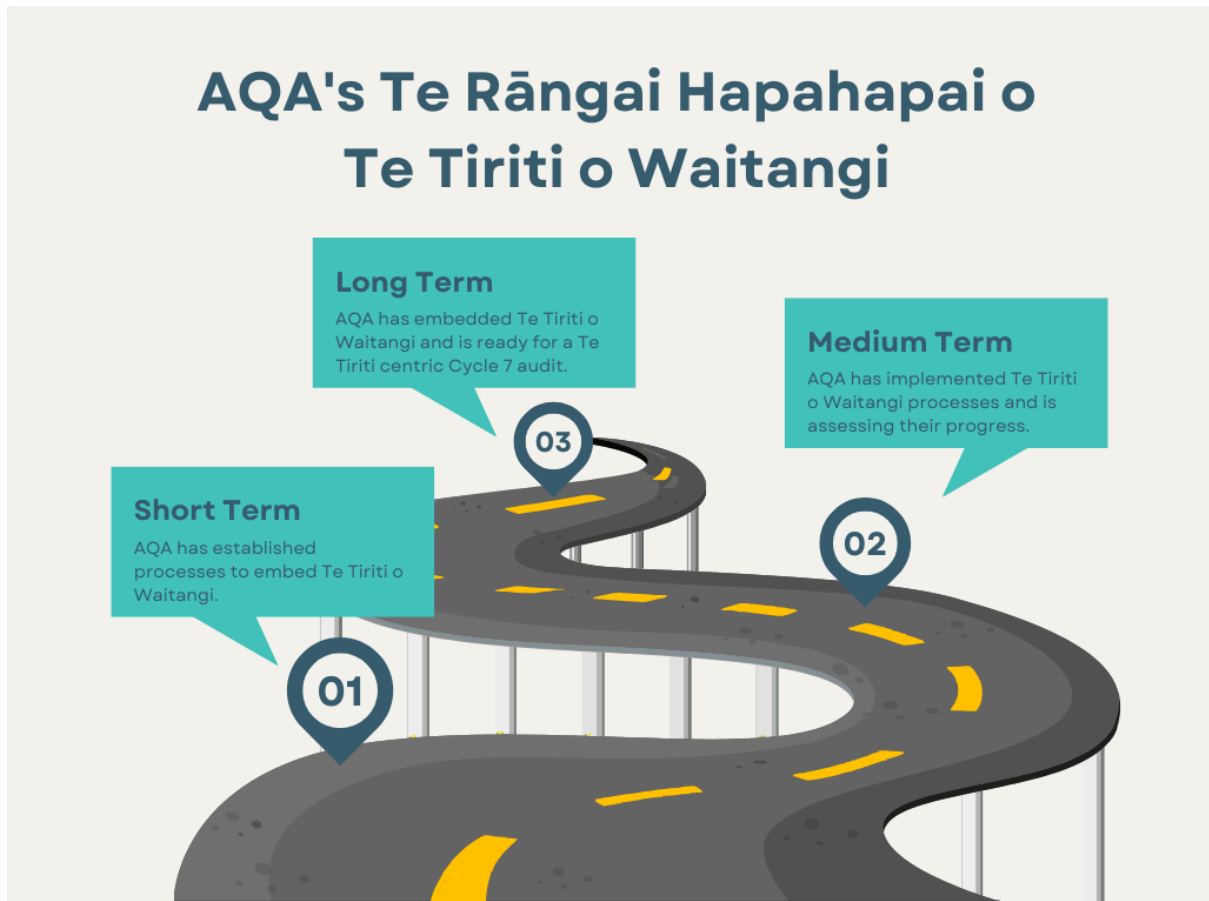 AQA's Te Rāngai Hapahapai o
Te Tiriti o Waitangi
Long Term
AQA has embedded Te Tiriti o
Waitangi and is ready for a Te
Tiriti centric Cycle 7 audit.
Medium Term
AQA has implemented Te Tiriti
o Waitangi processes and is
assessing their progress.
03
Short Term
AQA has established
processes to embed Te Tiriti o
Waitangi.
02
01